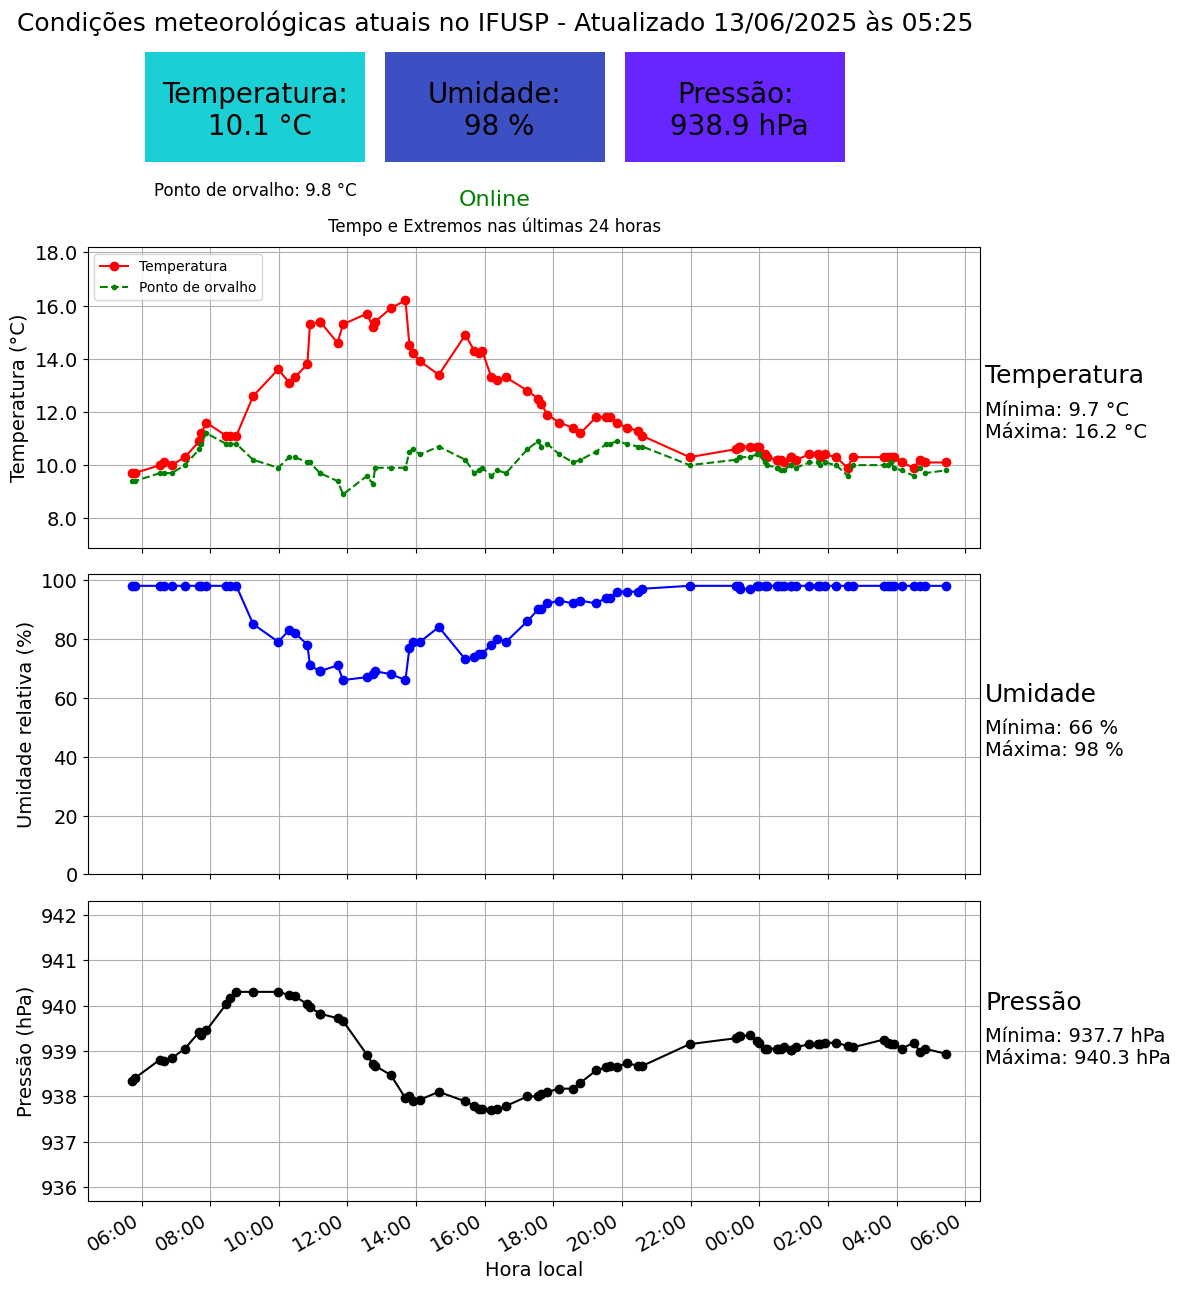 Condições meteorológicas atuais no IFUSP - Atualizado 13/06/2025 às 05:25
Temperatura:
10.1 °C
Umidade:
98 %
Pressão:
938.9 hPa
Ponto de orvalho: 9.8 °C
Online
Tempo e Extremos nas últimas 24 horas
Temperatura (°C)
18.0
16.0
14.0
12.0
10.0
8.0
Temperatura
Ponto de orvalho
Temperatura
Mínima: 9.7 °C
Máxima: 16.2 °C
Umidade relativa (%)
100
80
60
40
20
0
Umidade
Mínima: 66 %
Máxima: 98 %
Pressão (hPa)
942
941
940
939
938
937
936
Pressão
Mínima: 937.7 hPa
Máxima: 940.3 hPa
06:00 08:00 10:00 12:00 14:00 16:00 18:00 20:00 22:00 00:00 02:00 04:00 06:00
Hora local